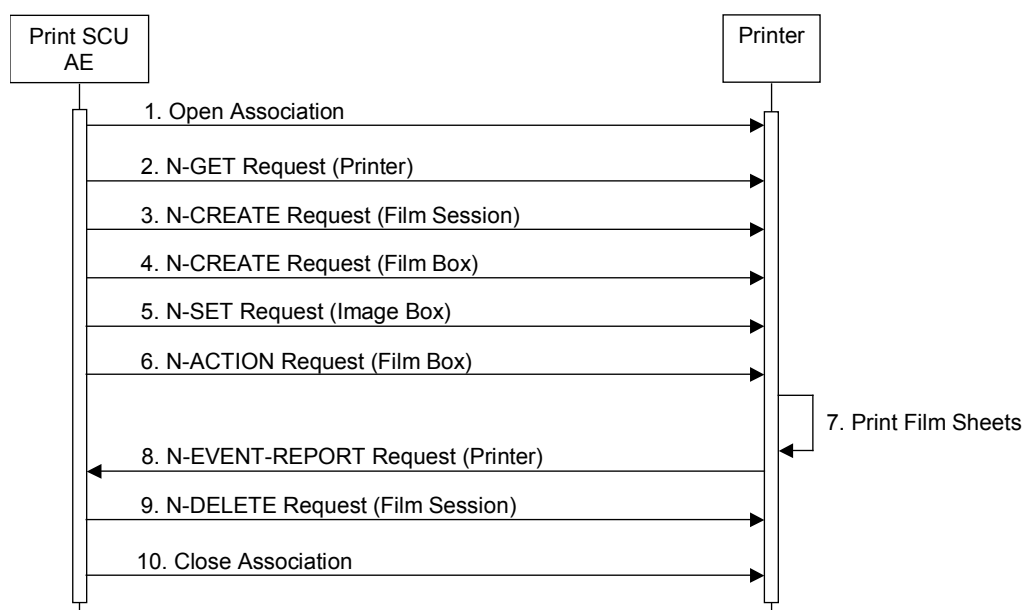 Print SCU
AE
Printer
1. Open Association
2. N-GET Request (Printer)
3. N-CREATE Request (Film Session)
4. N-CREATE Request (Film Box)
5. N-SET Request (Image Box)
6. N-ACTION Request (Film Box)
7. Print Film Sheets
8. N-EVENT-REPORT Request (Printer)
9. N-DELETE Request (Film Session)
10. Close Association